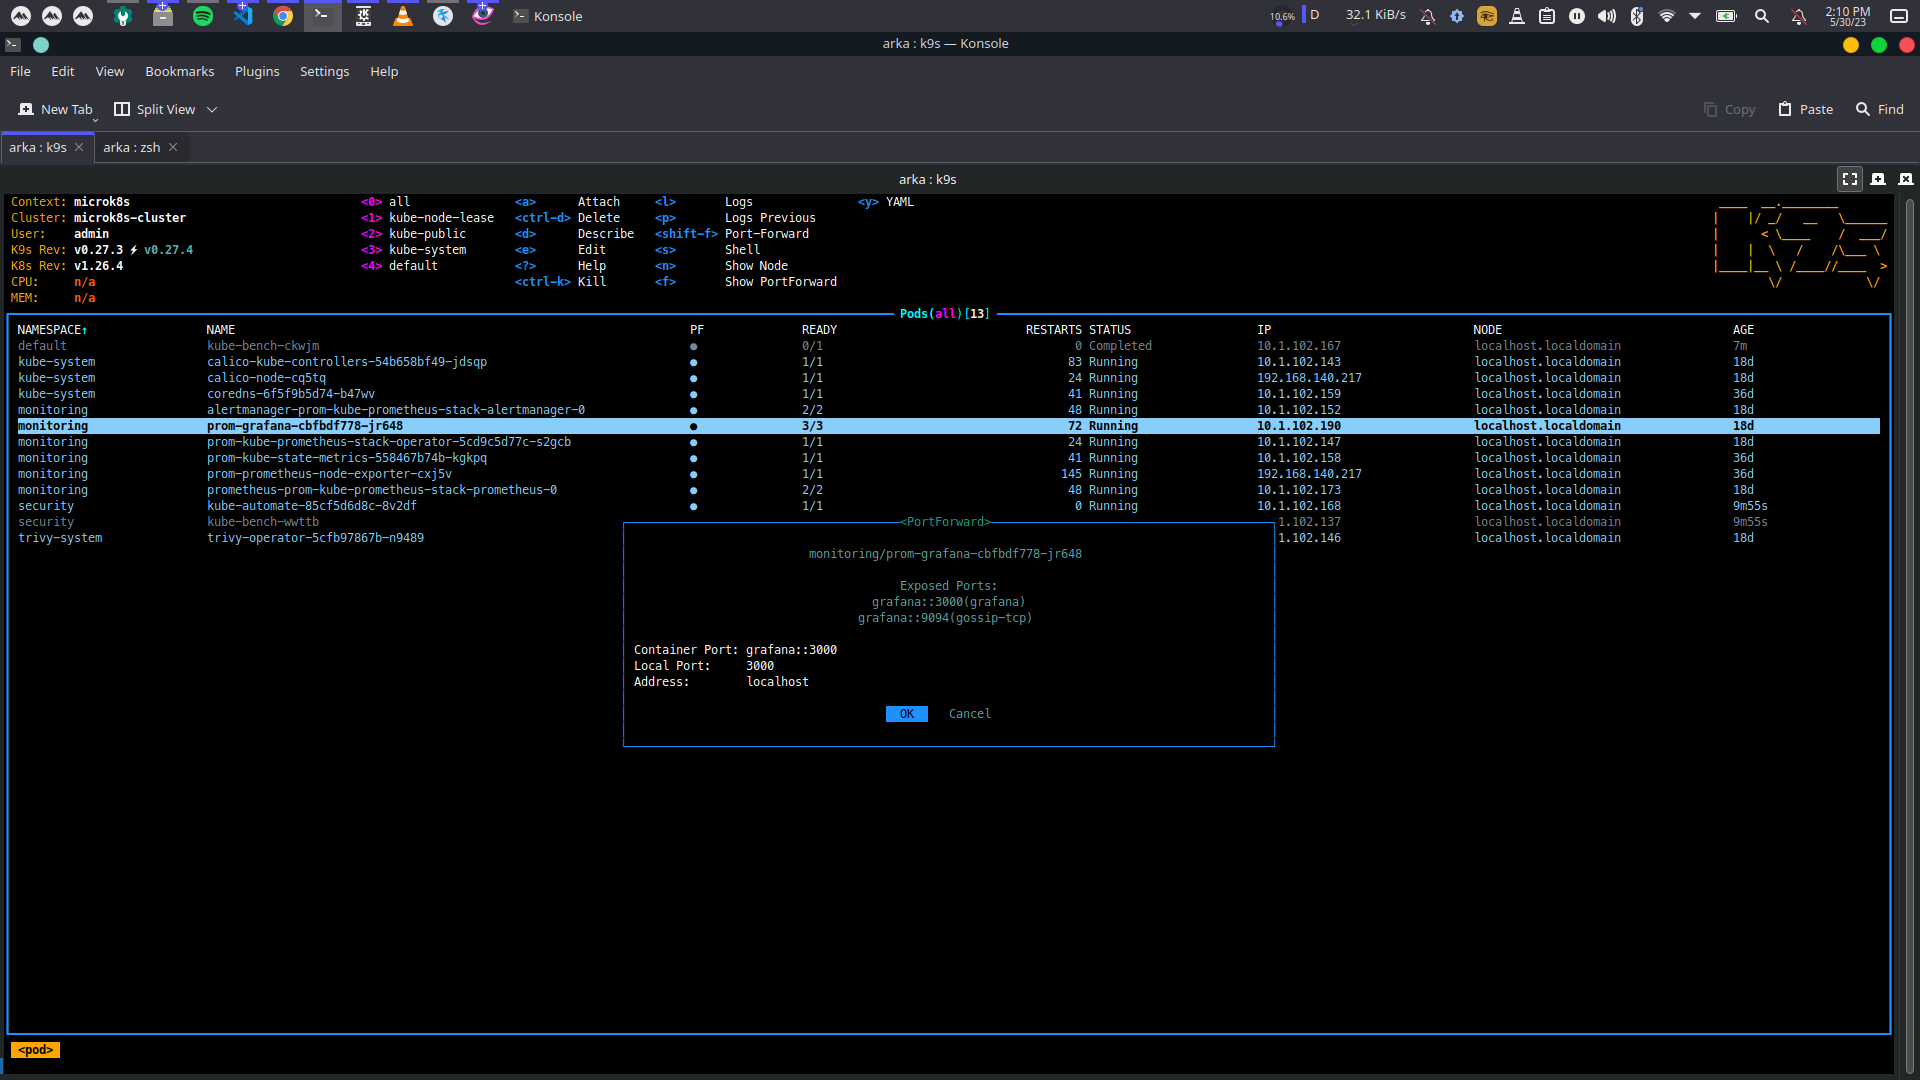 Konsole
10.6%
D
32.1 KiB/s
2:10 PM
5/30/23
arka : k9s — Konsole
File Edit View Bookmarks Plugins Settings Help
New Tab Split View Copy Paste Find
arka : k9s arka : zsh
arka : k9s
Context: microk8s <0> all <a> Attach <l> Logs <y> YAML
Cluster: microk8s-cluster <1> kube-node-lease <ctrl-d> Delete <p> Logs Previous
User: admin <2> kube-public <d> Describe <shift-f> Port-Forward
K9s Rev: v0.27.3 ⚡ v0.27.4 <3> kube-system <e> Edit <s> Shell
K8s Rev: v1.26.4 <4> default <?> Help <n> Show Node
CPU: n/a <ctrl-k> Kill <f> Show PortForward
MEM: n/a
Pods(all)[13]
NAMESPACE↑ NAME PF READY RESTARTS STATUS IP NODE AGE
default kube-bench-ckwjm ● 0/1 0 Completed 10.1.102.167 localhost.localdomain 7m
kube-system calico-kube-controllers-54b658bf49-jdsqp ● 1/1 83 Running 10.1.102.143 localhost.localdomain 18d
kube-system calico-node-cq5tq ● 1/1 24 Running 192.168.140.217 localhost.localdomain 18d
kube-system coredns-6f5f9b5d74-b47wv ● 1/1 41 Running 10.1.102.159 localhost.localdomain 36d
monitoring alertmanager-prom-kube-prometheus-stack-alertmanager-0 ● 2/2 48 Running 10.1.102.152 localhost.localdomain 18d
monitoring prom-grafana-cbfbdf778-jr648 ● 3/3 72 Running 10.1.102.190 localhost.localdomain 18d
monitoring prom-kube-prometheus-stack-operator-5cd9c5d77c-s2gcb ● 1/1 24 Running 10.1.102.147 localhost.localdomain 18d
monitoring prom-kube-state-metrics-558467b74b-kgkpq ● 1/1 41 Running 10.1.102.158 localhost.localdomain 36d
monitoring prom-prometheus-node-exporter-cxj5v ● 1/1 145 Running 192.168.140.217 localhost.localdomain 36d
monitoring prometheus-prom-kube-prometheus-stack-prometheus-0 ● 2/2 48 Running 10.1.102.173 localhost.localdomain 18d
security kube-automate-85cf5d6d8c-8v2df ● 1/1 0 Running 10.1.102.168 localhost.localdomain 9m55s
security kube-bench-wwttb 1.102.137 localhost.localdomain 9m55s
trivy-system trivy-operator-5cfb97867b-n9489 1.102.146 localhost.localdomain 18d
<PortForward>
monitoring/prom-grafana-cbfbdf778-jr648
Exposed Ports:
grafana::3000(grafana)
grafana::9094(gossip-tcp)
Container Port: grafana::3000
Local Port: 3000
Address: localhost
OK Cancel
<pod>